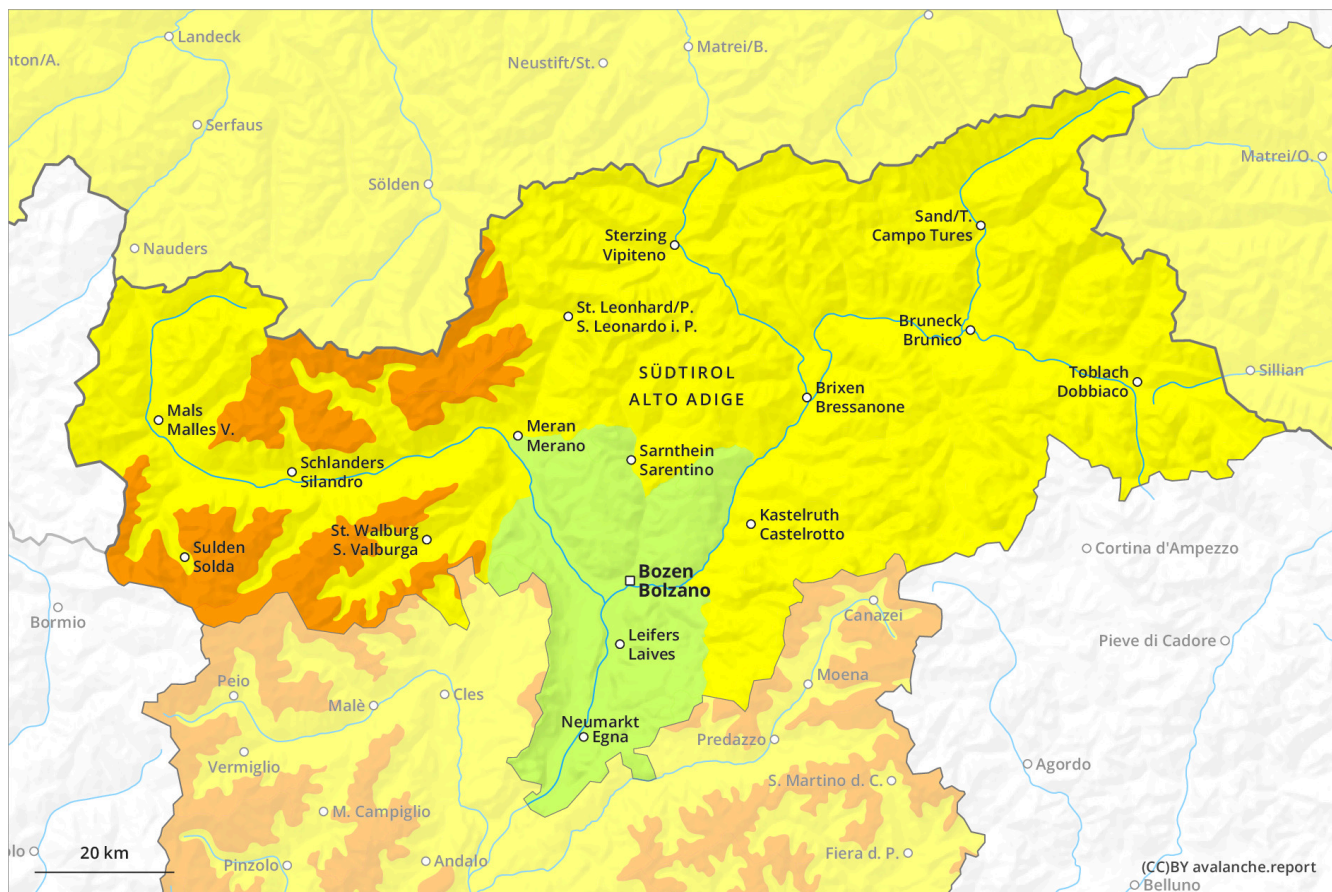 Landeck
nton/A.
Matrei/B.
Neustift/St.
Serfaus
Matrei/O.
Sölden
Sand/T.
Campo Tures
Sterzing
Vipiteno
Nauders
St. Leonhard/P.
S. Leonardo i. P.
Bruneck
Brunico
SÜDTIROL
ALTO ADIGE
Toblach
Dobbiaco
Sillian
Brixen
Bressanone
Mals
Malles V.
Meran
Merano
Sarnthein
Sarentino
Schlanders
Silandro
Kastelruth
Castelrotto
St. Walburg
S. Valburga
Sulden
Solda
Cortina d'Ampezzo
Bozen
Bolzano
Bormio
Canazei
Leifers
Laives
Pieve di Cadore
Peio
Malè
Cles
Moena
Neumarkt
Egna
Predazzo
Vermiglio
Agordo
S. Martino d. C.
M. Campiglio
olo
20 km
Pinzolo
Andalo
Fiera d. P.
(CC)BY avalanche.report
Belluno